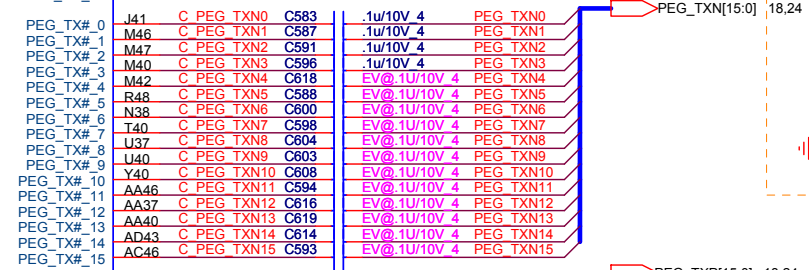 PEG_TX#_0 J41 C_PEG_TXN0 C583 .1u/10V_4 PEG_TXN0 PEG_TXN[15:0] 18,24
PEG_TX#_1 M46 C_PEG_TXN1 C587 .1u/10V_4 PEG_TXN1
PEG_TX#_2 M47 C_PEG_TXN2 C591 .1u/10V_4 PEG_TXN2
PEG_TX#_3 M40 C_PEG_TXN3 C596 .1u/10V_4 PEG_TXN3
PEG_TX#_4 M42 C_PEG_TXN4 C618 EV@.1U/10V_4 PEG_TXN4
PEG_TX#_5 R48 C_PEG_TXN5 C588 EV@.1U/10V_4 PEG_TXN5
PEG_TX#_6 N38 C_PEG_TXN6 C600 EV@.1U/10V_4 PEG_TXN6
PEG_TX#_7 T40 C_PEG_TXN7 C598 EV@.1U/10V_4 PEG_TXN7
PEG_TX#_8 U37 C_PEG_TXN8 C604 EV@.1U/10V_4 PEG_TXN8
PEG_TX#_9 U40 C_PEG_TXN9 C603 EV@.1U/10V_4 PEG_TXN9
PEG_TX#_10 Y40 C_PEG_TXN10 C608 EV@.1U/10V_4 PEG_TXN10
PEG_TX#_11 AA46 C_PEG_TXN11 C594 EV@.1U/10V_4 PEG_TXN11
PEG_TX#_12 AA37 C_PEG_TXN12 C616 EV@.1U/10V_4 PEG_TXN12
PEG_TX#_13 AA40 C_PEG_TXN13 C619 EV@.1U/10V_4 PEG_TXN13
PEG_TX#_14 AD43 C_PEG_TXN14 C614 EV@.1U/10V_4 PEG_TXN14
PEG_TX#_15 AC46 C_PEG_TXN15 C593 EV@.1U/10V_4 PEG_TXN15